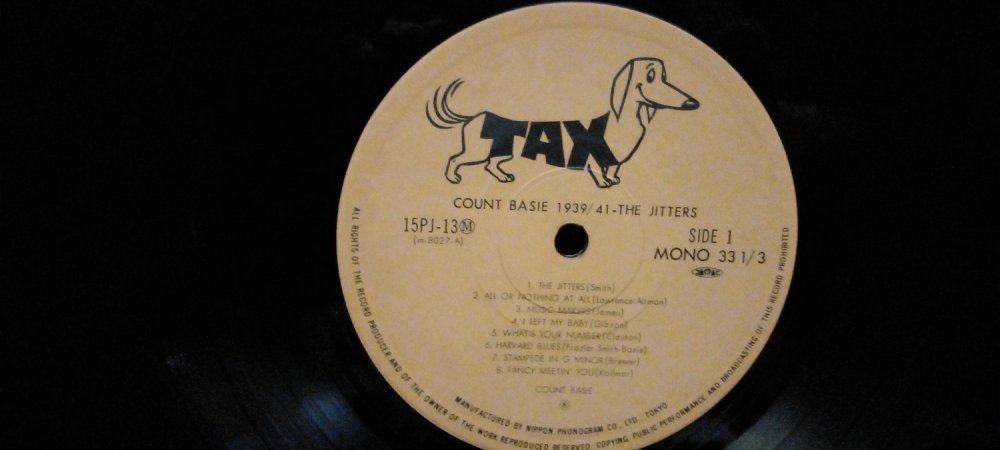 TAX
COUNT BASIE 1939/41-THE JITTERS
15PJ-13Ⓜ
(m-8027-A)
SIDE 1
MONO 33 1/3
1. THE JITTERS(Smith)
2. ALL OR NOTHING AT ALL(Lawrence-Altman)
3. MUSIC MAKERS(James)
4. I LEFT MY BABY(Gibson)
5. WHAT'S YOUR NUMBER(Clayton)
6. HARVARD BLUES(Frazier-Smith-Basie)
7. STAMPEDE IN G MINOR(Brewer)
8. FANCY MEETIN' YOU(Kollmar)
COUNT BASIE
MANUFACTURED BY NIPPON PHONOGRAM CO., LTD. TOKYO
ALL RIGHTS OF THE RECORD PRODUCER AND OF THE OWNER OF THE WORK REPRODUCED RESERVED. COPYING, PUBLIC PERFORMANCE AND BROADCASTING OF THIS RECORD PROHIBITED